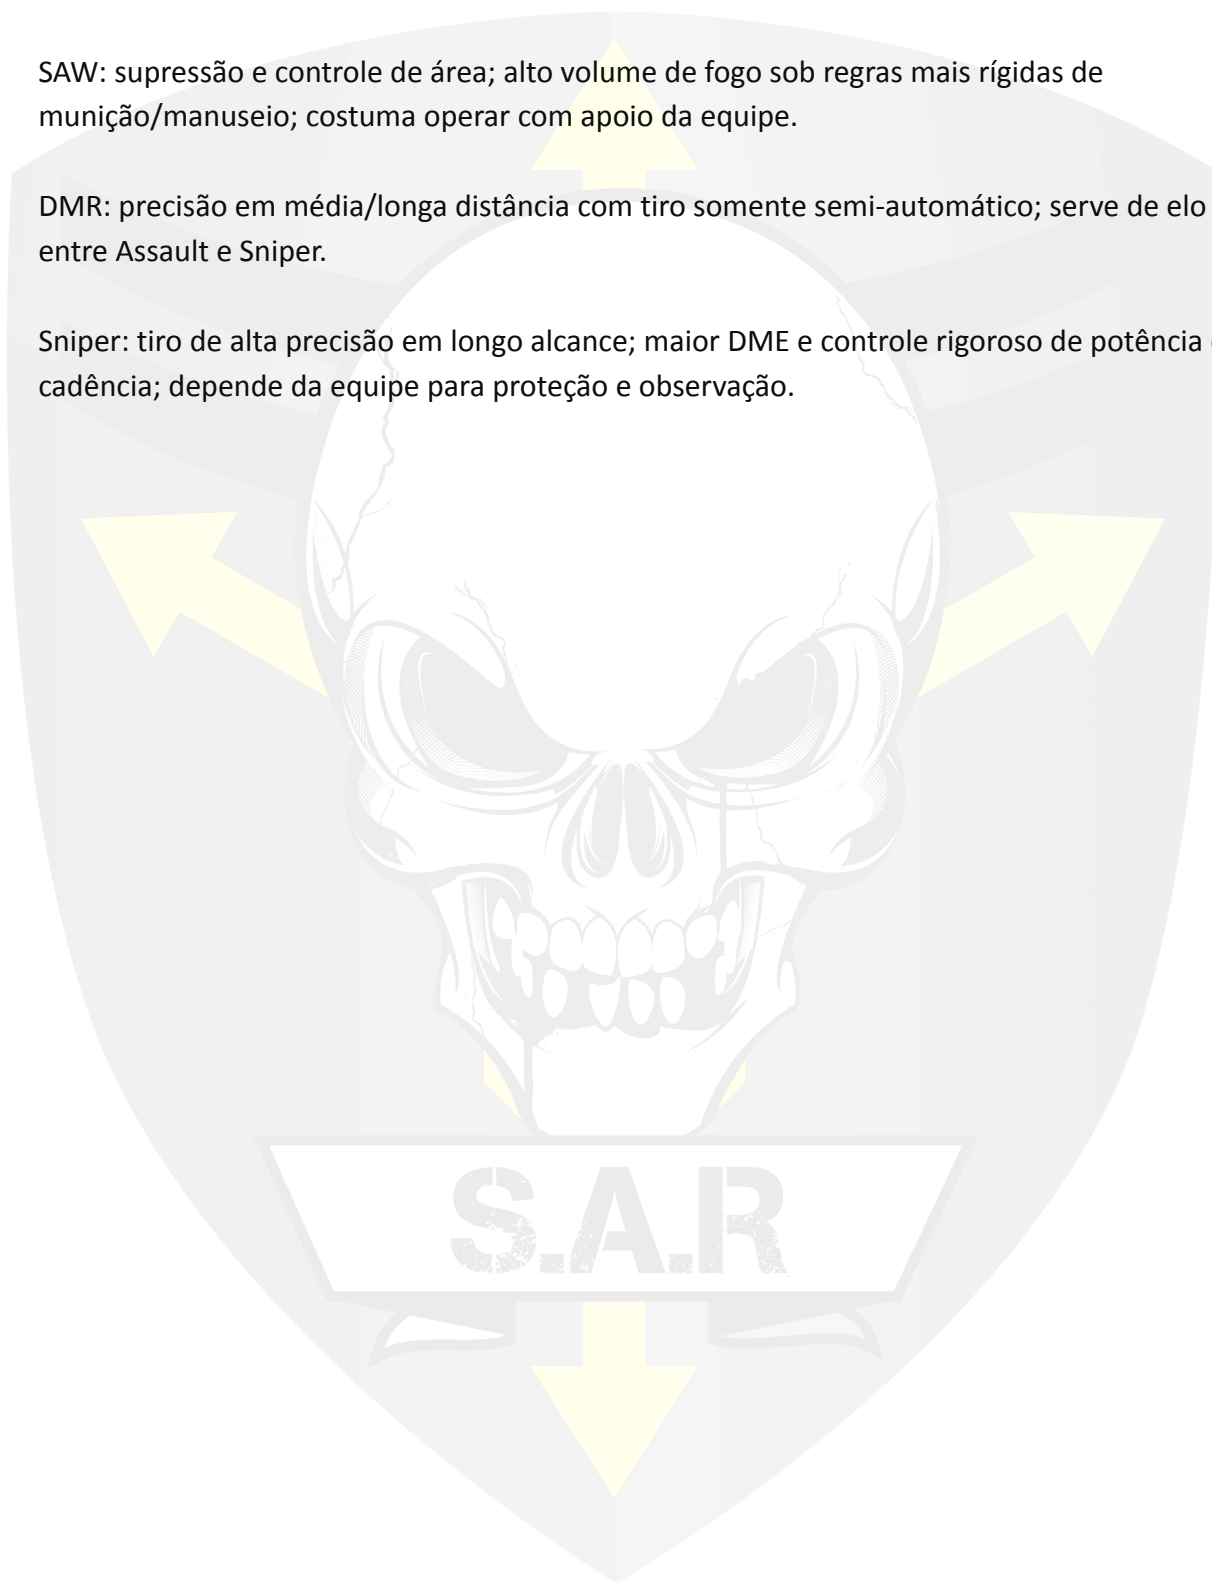 SAW: supressão e controle de área; alto volume de fogo sob regras mais rígidas de
munição/manuseio; costuma operar com apoio da equipe.
DMR: precisão em média/longa distância com tiro somente semi-automático; serve de elo
entre Assault e Sniper.
Sniper: tiro de alta precisão em longo alcance; maior DME e controle rigoroso de potência
cadência; depende da equipe para proteção e observação.
S.A.R